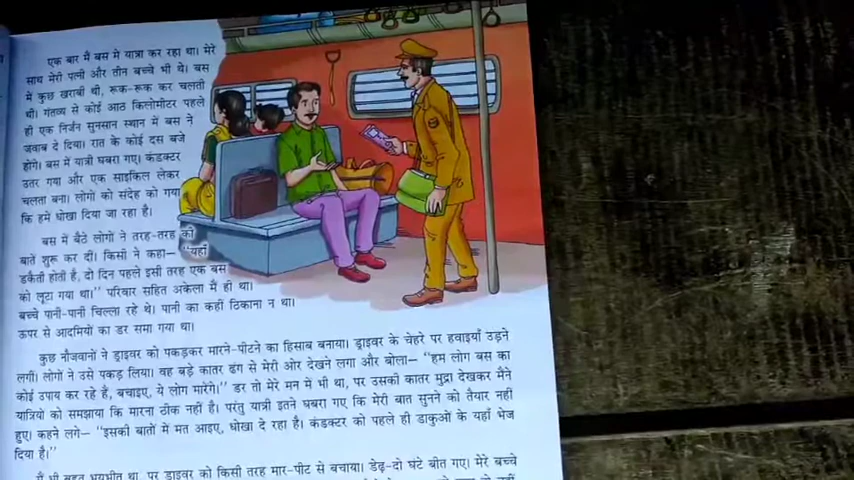 एक बार मैं बस में यात्रा कर रहा था। मेरे
साथ मेरी पत्नी और तीन बच्चे भी थे। बस
में कुछ खराबी थी, रुक-रुक कर चलती
थी। गंतव्य से कोई आठ किलोमीटर पहले
ही एक निर्जन सुनसान स्थान में बस ने
जवाब दे दिया। रात के कोई दस बजे
होंगे। बस में यात्री घबरा गए। कंडक्टर
उतर गया और एक साइकिल लेकर
चलता बना। लोगों को संदेह हो गया
कि हमें धोखा दिया जा रहा है।
बस में बैठे लोगों ने तरह-तरह की
बातें शुरू कर दीं। किसी ने कहा— "यहाँ
डकैती होती है, दो दिन पहले इसी तरह एक बस
को लूटा गया था।" परिवार सहित अकेला मैं ही था।
बच्चे पानी-पानी चिल्ला रहे थे। पानी का कहीं ठिकाना न था।
ऊपर से आदमियों का डर समा गया था।
कुछ नौजवानों ने ड्राइवर को पकड़कर मारने-पीटने का हिसाब बनाया। ड्राइवर के चेहरे पर हवाइयाँ उड़ने
लगीं। लोगों ने उसे पकड़ लिया। वह बड़े कातर ढंग से मेरी ओर देखने लगा और बोला— "हम लोग बस का
कोई उपाय कर रहे हैं, बचाइए, ये लोग मारेंगे।" डर तो मेरे मन में भी था, पर उसकी कातर मुद्रा देखकर मैंने
यात्रियों को समझाया कि मारना ठीक नहीं है। परंतु यात्री इतने घबरा गए कि मेरी बात सुनने को तैयार नहीं
हुए। कहने लगे— "इसकी बातों में मत आइए, धोखा दे रहा है। कंडक्टर को पहले ही डाकुओं के यहाँ भेज
दिया है।"
मैं भी बहुत भयभीत था, पर ड्राइवर को किसी तरह मार-पीट से बचाया। डेढ़-दो घंटे बीत गए। मेरे बच्चे